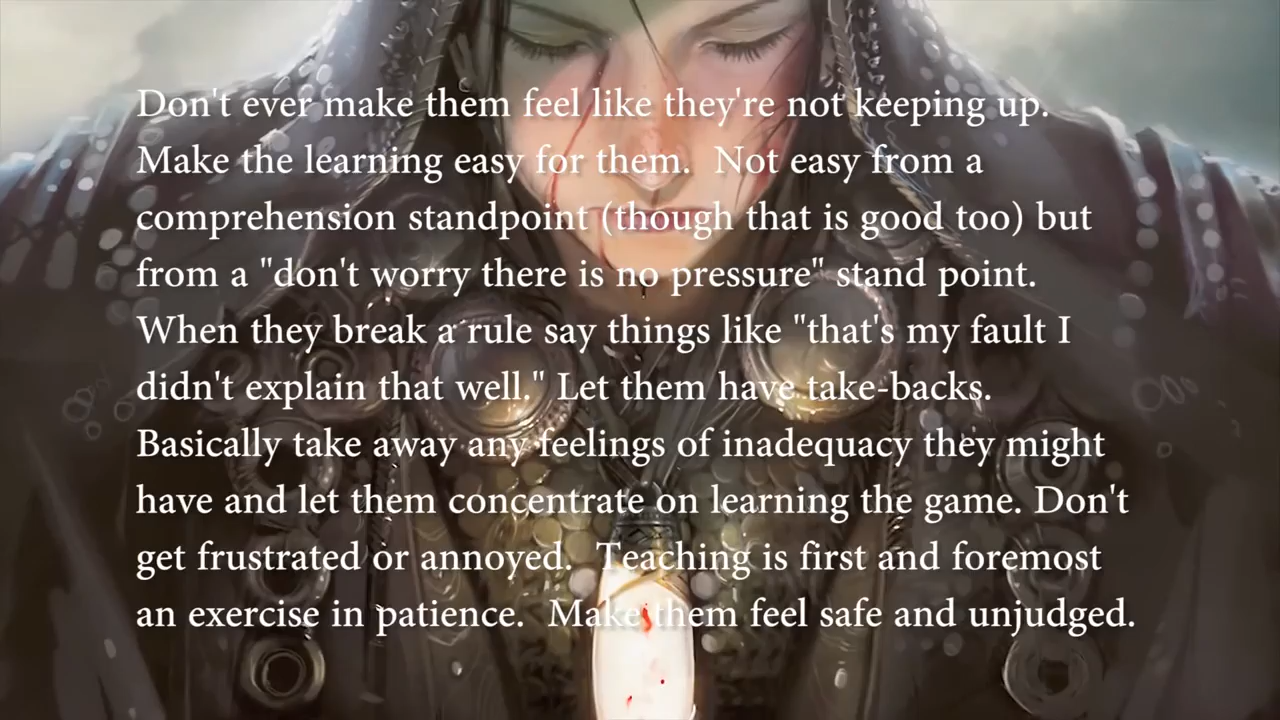 Don't ever make them feel like they're not keeping up.
Make the learning easy for them.  Not easy from a
comprehension standpoint (though that is good too) but
from a "don't worry there is no pressure" stand point.
When they break a rule say things like "that's my fault I
didn't explain that well." Let them have take-backs.
Basically take away any feelings of inadequacy they might
have and let them concentrate on learning the game. Don't
get frustrated or annoyed.  Teaching is first and foremost
an exercise in patience.  Make them feel safe and unjudged.